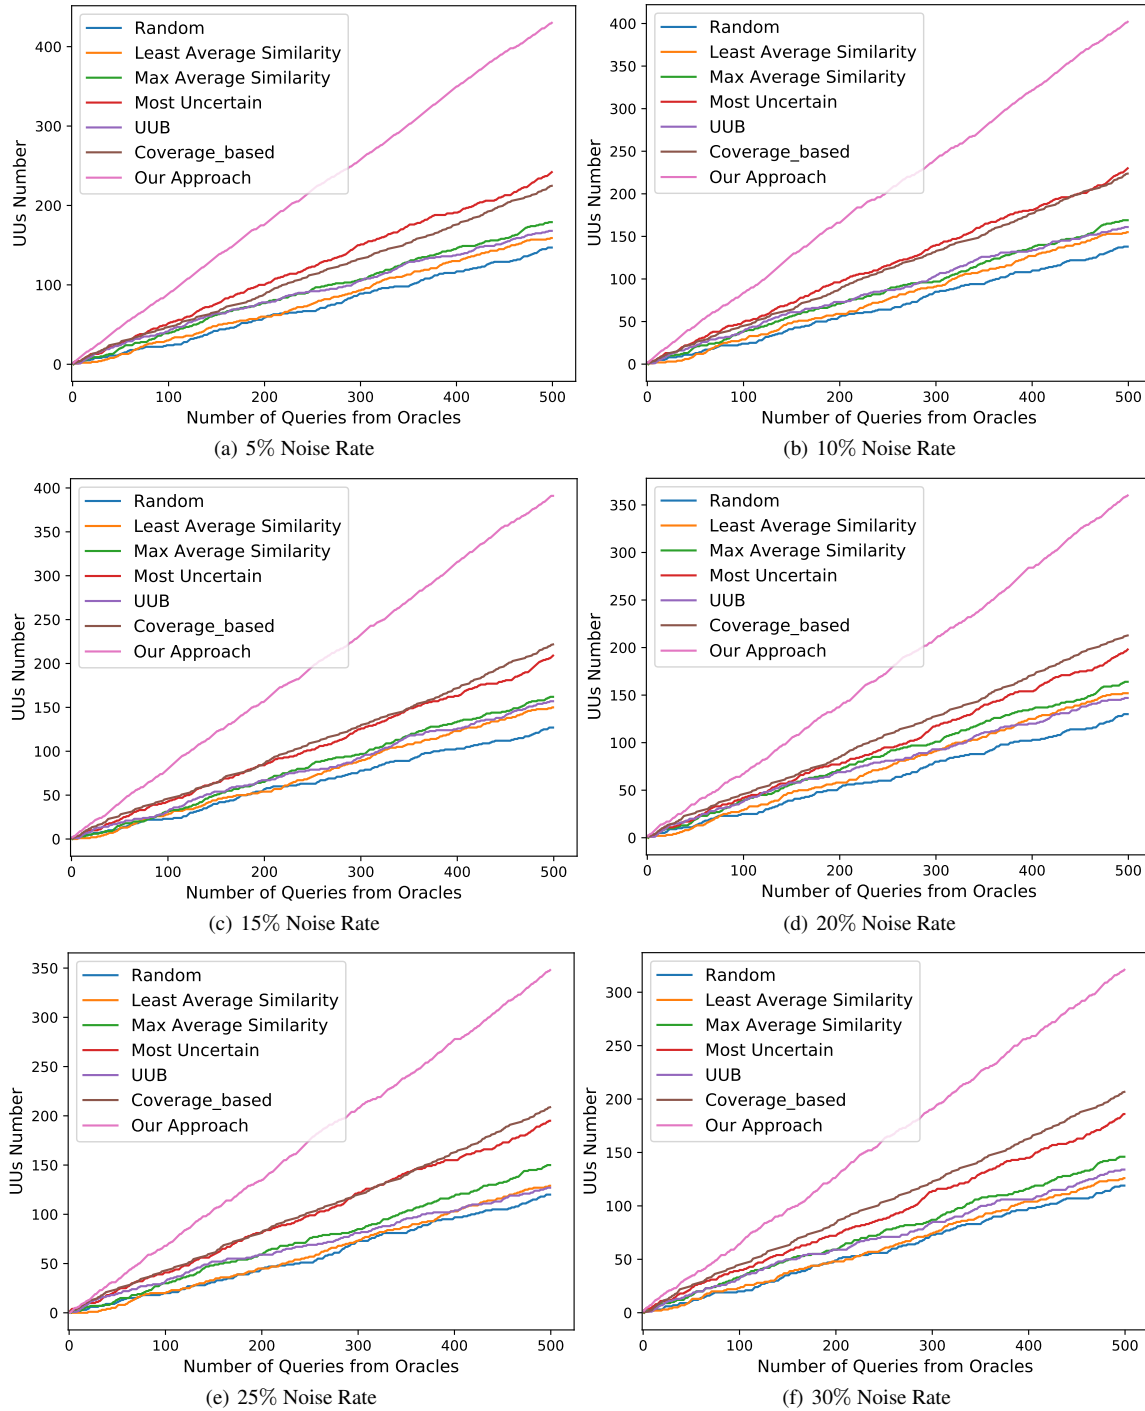 Random
Least Average Similarity
Max Average Similarity
Most Uncertain
UUB
Coverage_based
Our Approach
400
300
200
100
0
UUs Number
0 100 200 300 400 500
Number of Queries from Oracles
(a) 5% Noise Rate
Random
Least Average Similarity
Max Average Similarity
Most Uncertain
UUB
Coverage_based
Our Approach
400
350
300
250
200
150
100
50
0
UUs Number
0 100 200 300 400 500
Number of Queries from Oracles
(b) 10% Noise Rate
Random
Least Average Similarity
Max Average Similarity
Most Uncertain
UUB
Coverage_based
Our Approach
400
350
300
250
200
150
100
50
0
UUs Number
0 100 200 300 400 500
Number of Queries from Oracles
(c) 15% Noise Rate
Random
Least Average Similarity
Max Average Similarity
Most Uncertain
UUB
Coverage_based
Our Approach
350
300
250
200
150
100
50
0
UUs Number
0 100 200 300 400 500
Number of Queries from Oracles
(d) 20% Noise Rate
Random
Least Average Similarity
Max Average Similarity
Most Uncertain
UUB
Coverage_based
Our Approach
350
300
250
200
150
100
50
0
UUs Number
0 100 200 300 400 500
Number of Queries from Oracles
(e) 25% Noise Rate
Random
Least Average Similarity
Max Average Similarity
Most Uncertain
UUB
Coverage_based
Our Approach
300
250
200
150
100
50
0
UUs Number
0 100 200 300 400 500
Number of Queries from Oracles
(f) 30% Noise Rate